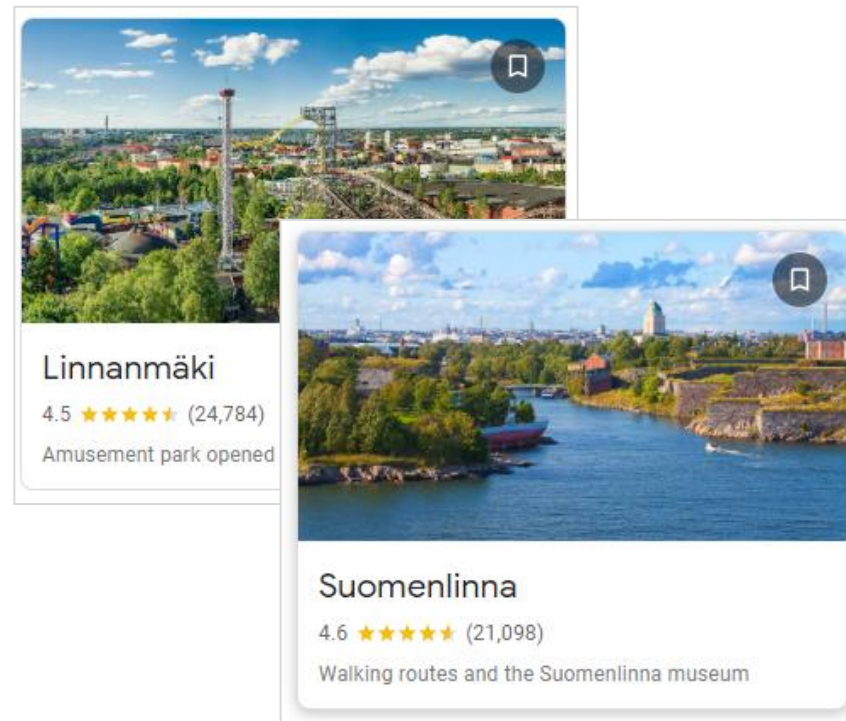 Linnanmäki
4.5 (24,784)
Amusement park opened
Suomenlinna
4.6 (21,098)
Walking routes and the Suomenlinna museum